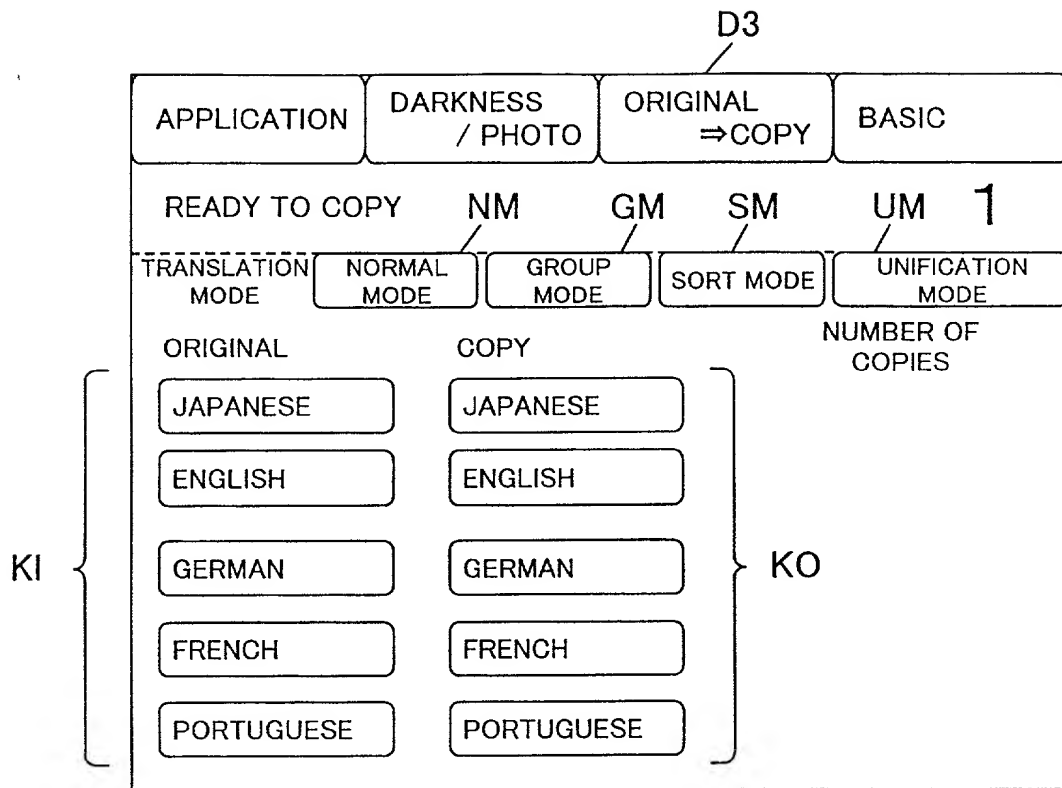 D3
APPLICATION
DARKNESS
/ PHOTO
ORIGINAL
⇒COPY
BASIC
READY TO COPY
NM
GM
SM
UM
1
TRANSLATION
MODE
NORMAL
MODE
GROUP
MODE
SORT MODE
UNIFICATION
MODE
NUMBER OF
COPIES
ORIGINAL
COPY
KI
JAPANESE
JAPANESE
ENGLISH
ENGLISH
GERMAN
GERMAN
FRENCH
FRENCH
PORTUGUESE
PORTUGUESE
KO